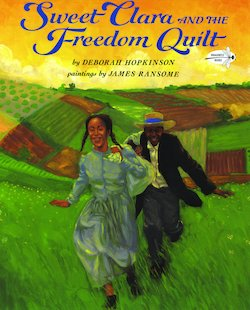 Sweet Clara AND THE
Freedom Quilt
by DEBORAH HOPKINSON
paintings by JAMES RANSOME